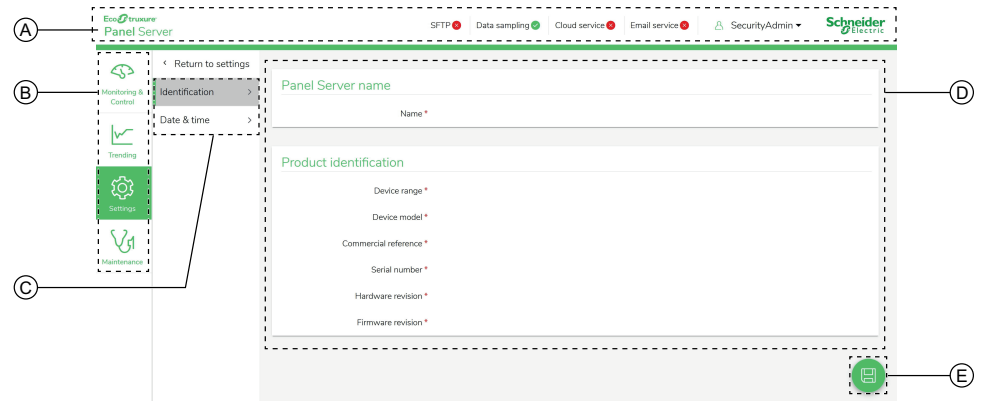 A
EcoStruxure
Panel Server
SFTP Data sampling Cloud service Email service SecurityAdmin
Schneider
Electric
B
Monitoring &
Control
Trending
Settings
Maintenance
Return to settings
Identification
Date & time
C
D
Panel Server name
Name *
Product identification
Device range *
Device model *
Commercial reference *
Serial number *
Hardware revision *
Firmware revision *
E